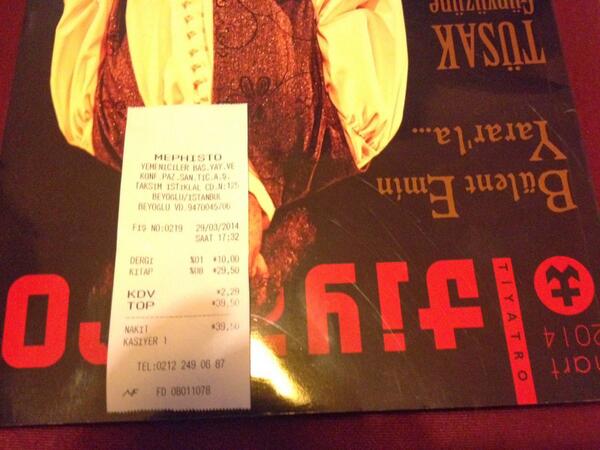 MEPHISTO
YEMENİCİLER BAS.YAY.VE
KONF.PAZ.SAN.TİC.A.Ş.
TAKSİM İSTİKLAL CD.N:125
BEYOĞLU/İSTANBUL
BEYOĞLU VD.9470045706
FİŞ NO:0219 29/03/2014
SAAT 17:32
DERGİ %01 *10,00
KİTAP %08 *29,50
KDV *2,29
TOP *39,50
NAKİT *39,50
KASİYER 1
TEL:0212 249 06 87
FD 08011078
2014
TİYATRO
Bülent Emin
Yarar'la...
TÜSAK
Günyüzüne